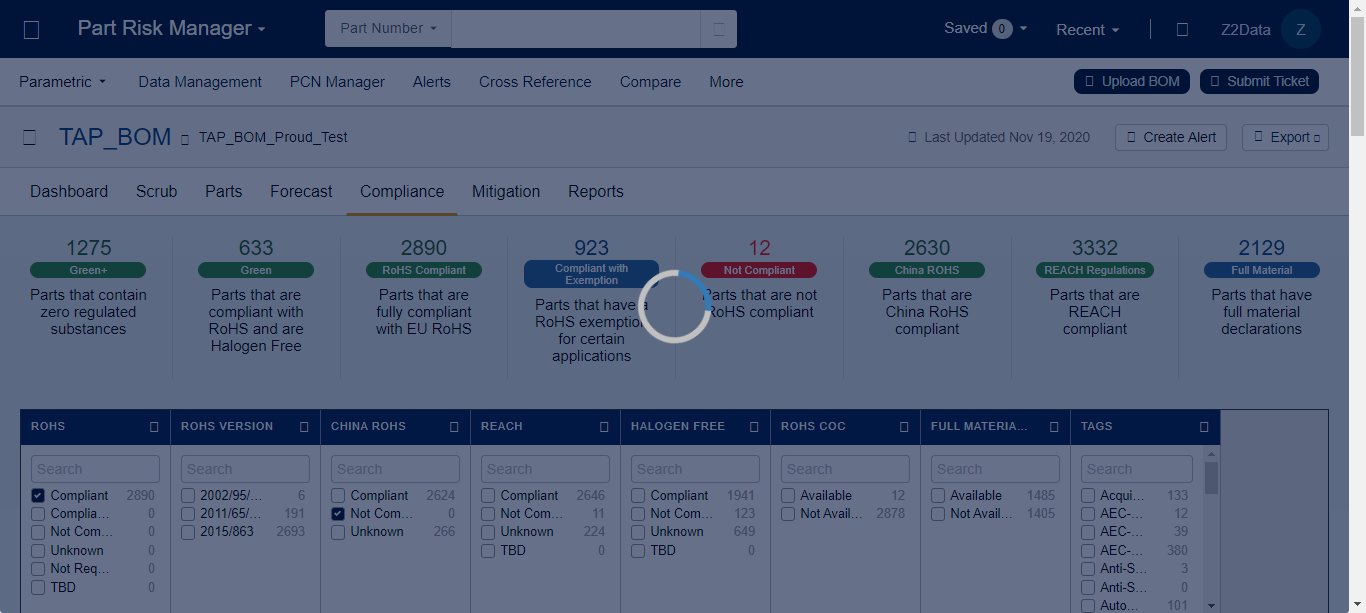 Part Risk Manager
Part Number
Saved 0
Recent
Z2Data
Z
Parametric
Data Management
PCN Manager
Alerts
Cross Reference
Compare
More
Upload BOM
Submit Ticket
TAP_BOM
TAP_BOM_Proud_Test
Last Updated Nov 19, 2020
Create Alert
Export
Dashboard
Scrub
Parts
Forecast
Compliance
Mitigation
Reports
1275
Green+
Parts that contain
zero regulated
substances
633
Green
Parts that are
compliant with
RoHS and are
Halogen Free
2890
RoHS Compliant
Parts that are
fully compliant
with EU RoHS
923
Compliant with
Exemption
Parts that have a
RoHS exemption
for certain
applications
12
Not Compliant
Parts that are not
RoHS compliant
2630
China ROHS
Parts that are
China RoHS
compliant
3332
REACH Regulations
Parts that are
REACH
compliant
2129
Full Material
Parts that have
full material
declarations
ROHS
Search
Compliant 2890
Complia... 0
Not Com... 0
Unknown 0
Not Req... 0
TBD 0
ROHS VERSION
Search
2002/95/... 6
2011/65/... 191
2015/863 2693
CHINA ROHS
Search
Compliant 2624
Not Com... 0
Unknown 266
REACH
Search
Compliant 2646
Not Com... 11
Unknown 224
TBD 0
HALOGEN FREE
Search
Compliant 1941
Not Com... 123
Unknown 649
TBD 0
ROHS COC
Search
Available 12
Not Avail... 2878
FULL MATERIA...
Search
Available 1485
Not Avail... 1405
TAGS
Search
Acqui... 133
AEC-... 12
AEC-... 39
AEC-... 380
Anti-S... 3
Anti-S... 0
Auto... 101